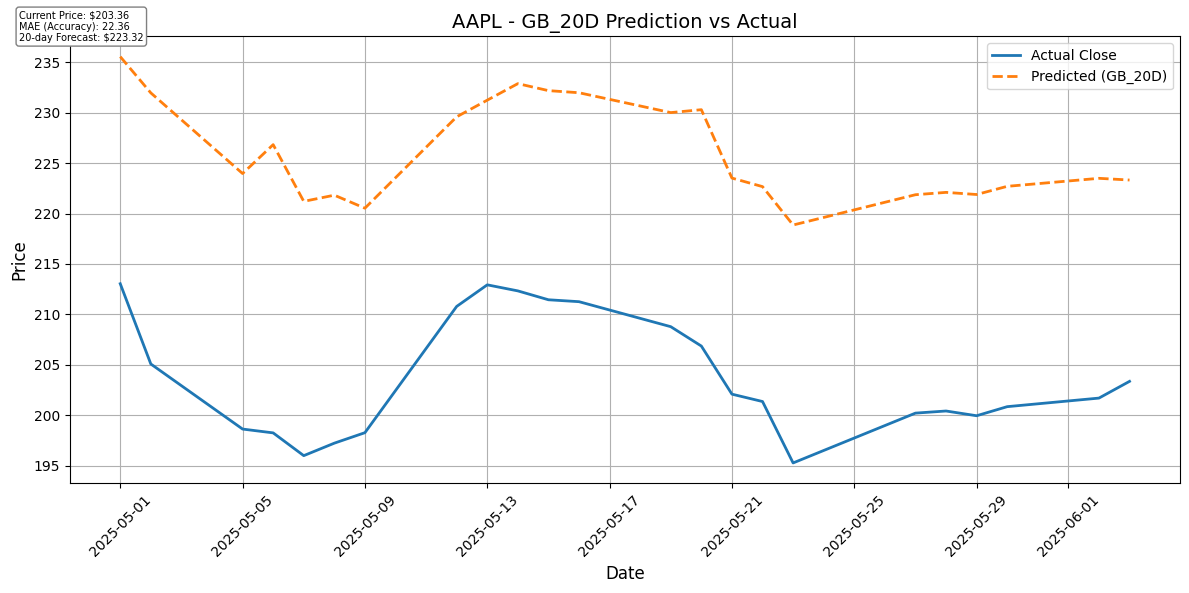 AAPL - GB_20D Prediction vs Actual
Current Price: $203.36
MAE (Accuracy): 22.36
20-day Forecast: $223.32
Actual Close
Predicted (GB_20D)
Price
235
230
225
220
215
210
205
200
195
2025-05-01
2025-05-05
2025-05-09
2025-05-13
2025-05-17
2025-05-21
2025-05-25
2025-05-29
2025-06-01
Date